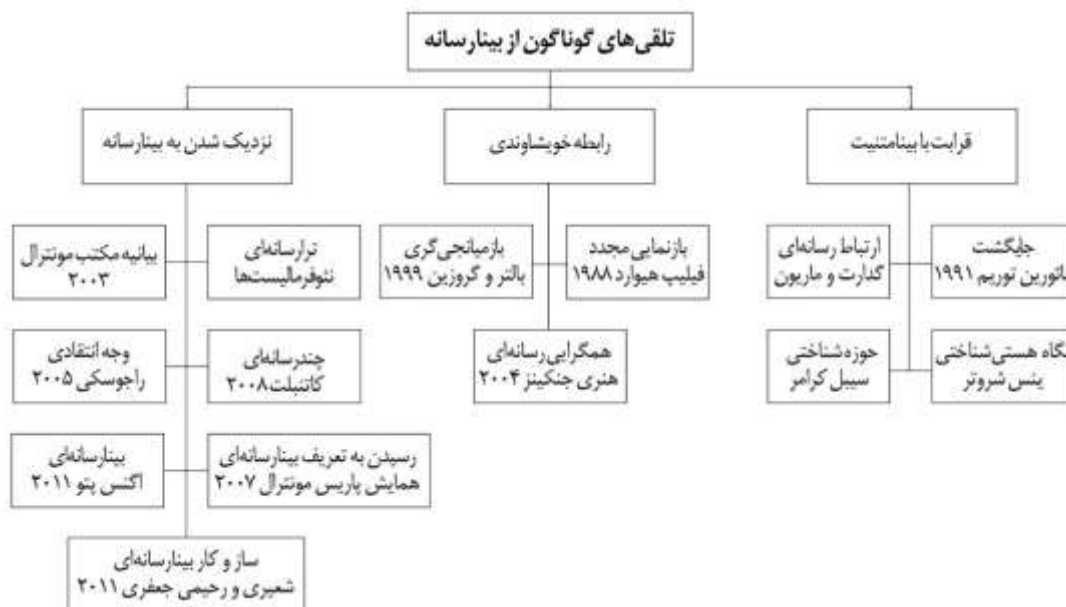 تلقی‌های گوناگون از بینارسانه
قرابت با بینامتنیت
رابطه خویشاوندی
نزدیک شدن به بینارسانه
جایگشت
توریم ۱۹۹۱
ارتباط رسانه‌ای
گدارت و ماریون
نگاه هستی‌شناختی
ینس شروتر
حوزه شناختی
سیبل کرامر
بازنمایی مجدد
فیلیپ هیوارد ۱۹۸۸
بازمیانجی‌گری
بالتر و گروزین ۱۹۹۹
همگرایی رسانه‌ای
هنری جنکینز ۲۰۰۴
ترارسانه‌ای
نئوفرمالیست‌ها
بیانیه مکتب مونترال
۲۰۰۳
چندرسانه‌ای
کاتنبلت ۲۰۰۸
وجه انتقادی
راجوسکی ۲۰۰۵
رسیدن به تعریف بینارسانه‌ای
همایش پاریس مونترال ۲۰۰۷
بینارسانه‌ای
اگنس پتو ۲۰۱۱
ساز و کار بینارسانه‌ای
شعیری و رحیمی جعفری ۲۰۱۱